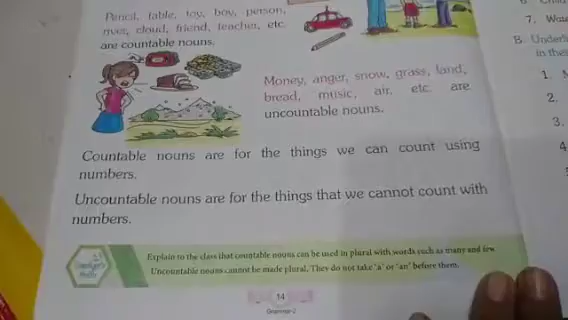 Pencil, table, toy, boy, person,
river, cloud, friend, teacher, etc.
are countable nouns.
Money, anger, snow, grass, land,
bread, music, air, etc. are
uncountable nouns.
Countable nouns are for the things we can count using
numbers.
Uncountable nouns are for the things that we cannot count with
numbers.
Explain to the class that countable nouns can be used in plural with words such as many and few.
Uncountable nouns cannot be made plural. They do not take 'a' or 'an' before them.
14
Grammar-2
7.
B.
in
1.
2.
3.
4